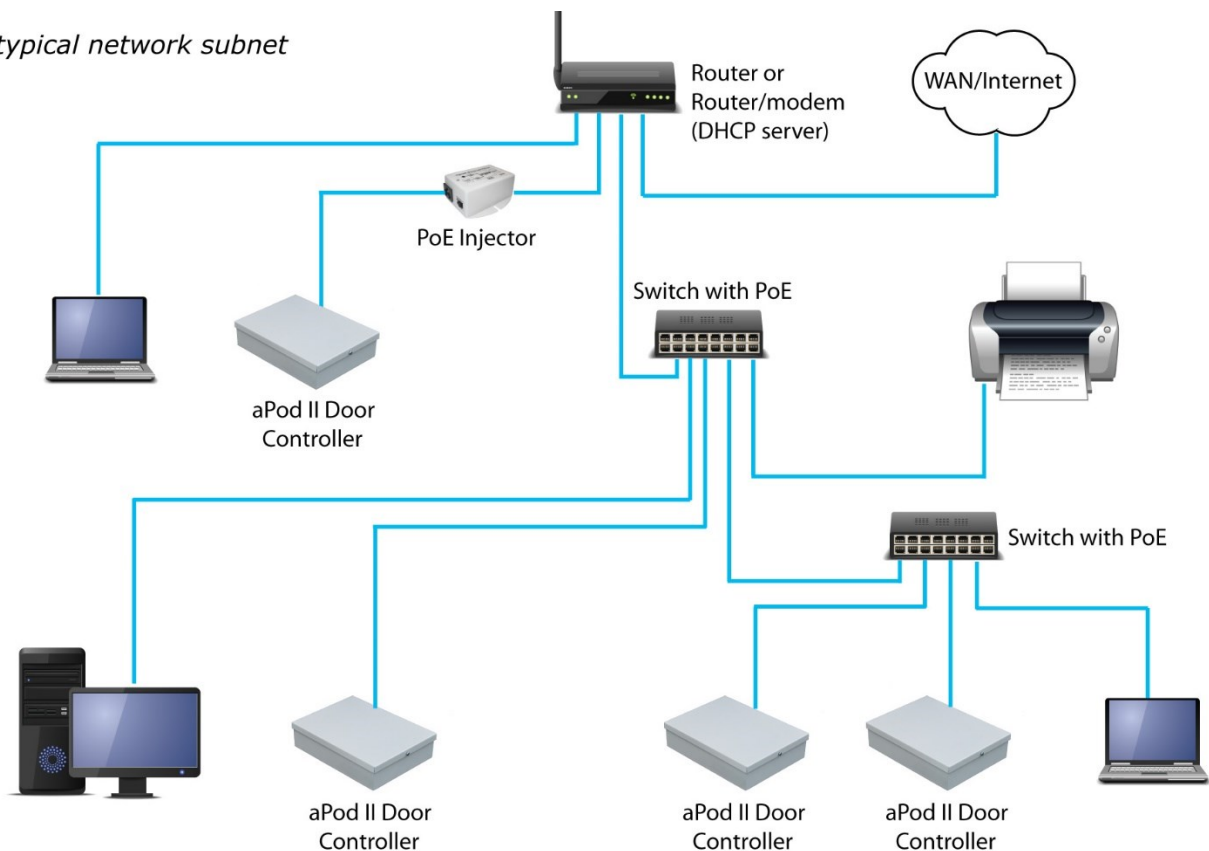 typical network subnet
Router or
Router/modem
(DHCP server)
WAN/Internet
PoE Injector
Switch with PoE
aPod II Door
Controller
Switch with PoE
aPod II Door
Controller
aPod II Door
Controller
aPod II Door
Controller